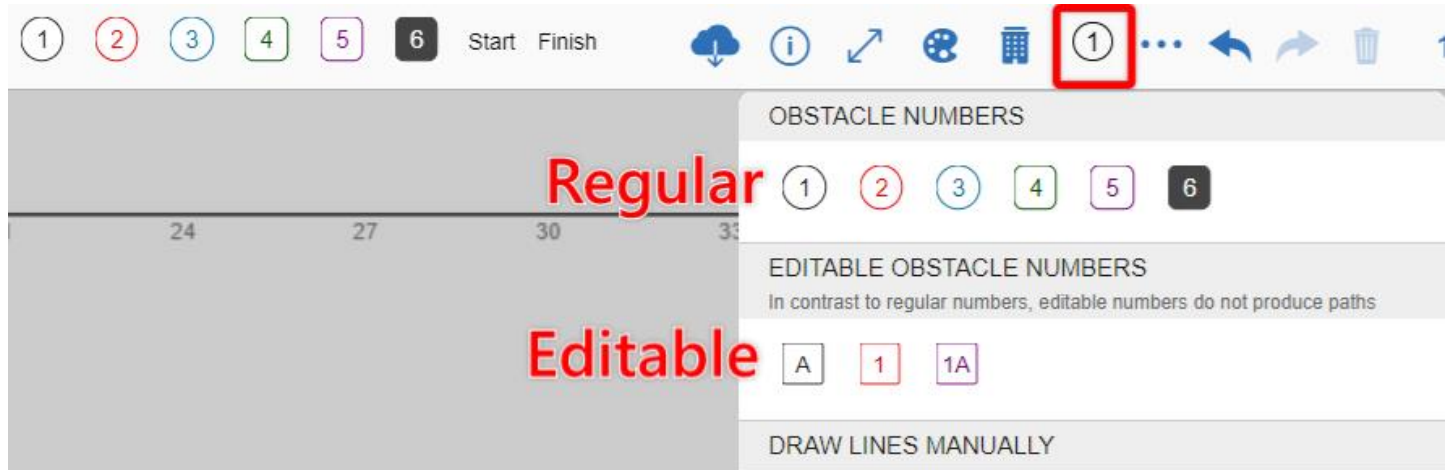 1 2 3 4 5 6 Start Finish i 1
OBSTACLE NUMBERS
Regular 1 2 3 4 5 6
24 27 30 33
EDITABLE OBSTACLE NUMBERS
In contrast to regular numbers, editable numbers do not produce paths
Editable A 1 1A
DRAW LINES MANUALLY